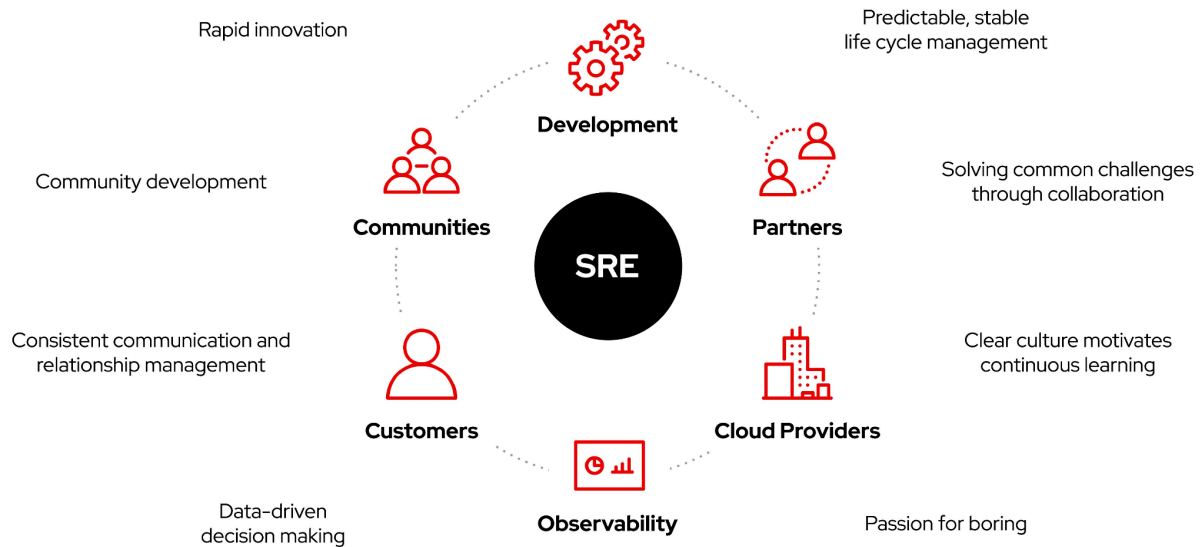 Rapid innovation
Predictable, stable
life cycle management
Development
Community development
Solving common challenges
through collaboration
Communities
Partners
SRE
Consistent communication and
relationship management
Clear culture motivates
continuous learning
Customers
Cloud Providers
Data-driven
decision making
Observability
Passion for boring